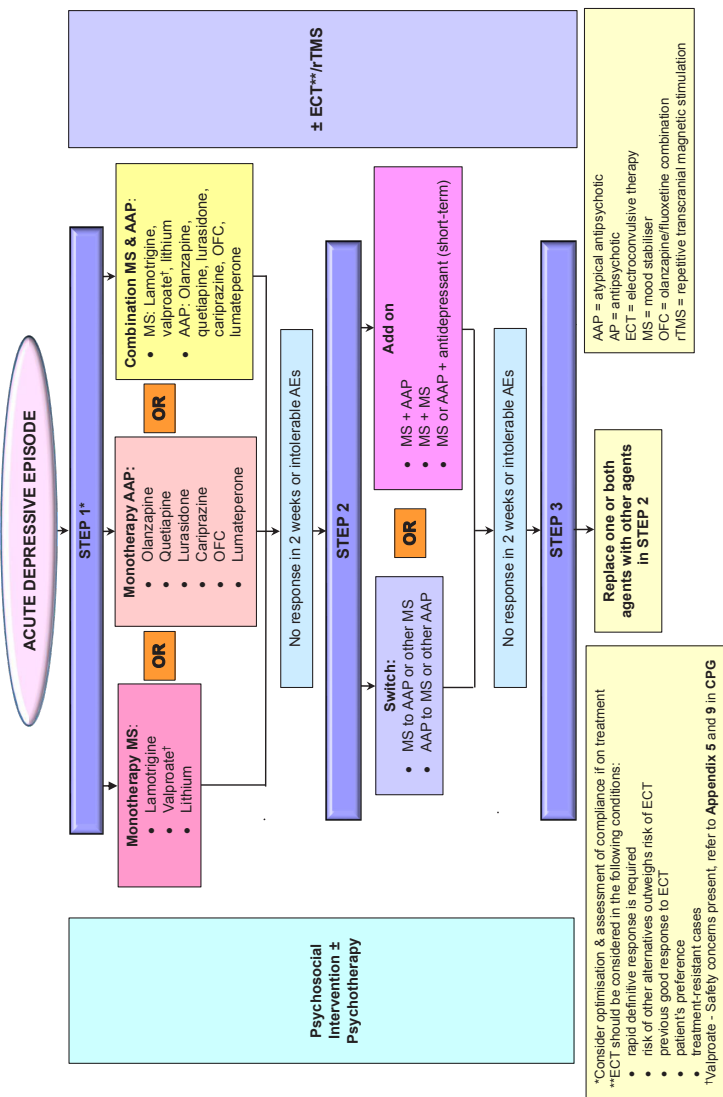 ACUTE DEPRESSIVE EPISODE
STEP 1*
Monotherapy MS:
• Lamotrigine
• Valproate†
• Lithium
OR
Monotherapy AAP:
• Olanzapine
• Quetiapine
• Lurasidone
• Cariprazine
• OFC
• Lumateperone
OR
Combination MS & AAP:
• MS: Lamotrigine,
valproate†, lithium
• AAP: Olanzapine,
quetiapine, lurasidone,
cariprazine, OFC,
lumateperone
No response in 2 weeks or intolerable AEs
STEP 2
Switch:
• MS to AAP or other MS
• AAP to MS or other AAP
OR
Add on
• MS + AAP
• MS + MS
• MS or AAP + antidepressant (short-term)
No response in 2 weeks or intolerable AEs
STEP 3
Replace one or both
agents with other agents
in STEP 2
Psychosocial
Intervention ±
Psychotherapy
± ECT**/rTMS
*Consider optimisation & assessment of compliance if on treatment
**ECT should be considered in the following conditions:
• rapid definitive response is required
• risk of other alternatives outweighs risk of ECT
• previous good response to ECT
• patient's preference
• treatment-resistant cases
†Valproate - Safety concerns present, refer to Appendix 5 and 9 in CPG
AAP = atypical antipsychotic
AP = antipsychotic
ECT = electroconvulsive therapy
MS = mood stabiliser
OFC = olanzapine/fluoxetine combination
rTMS = repetitive transcranial magnetic stimulation